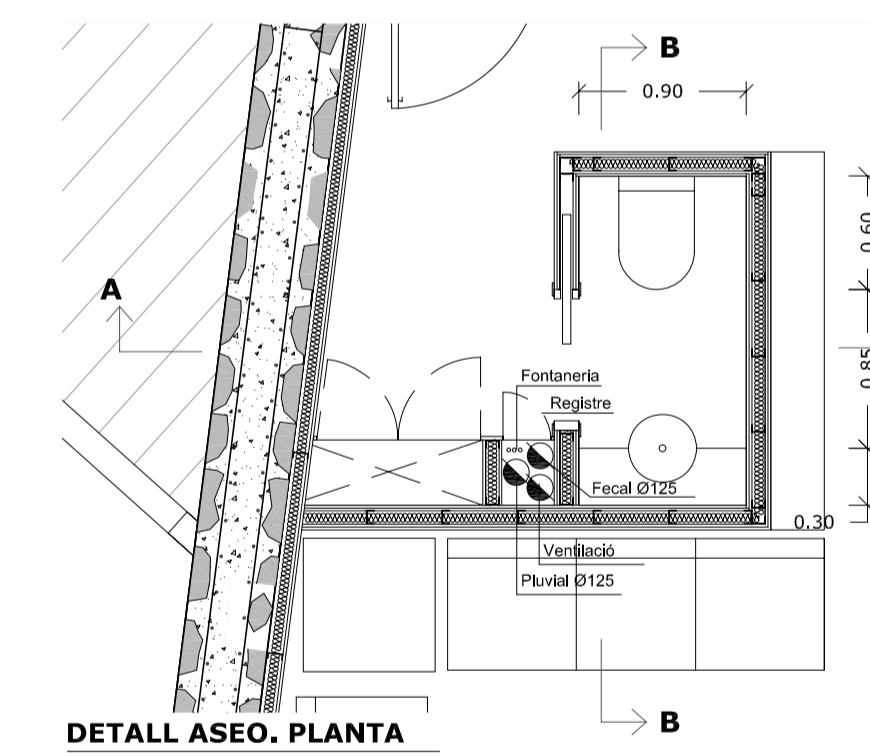 B
0.90
0.60
A
0.85
Fontaneria
Registre
Fecal Ø125
0.30
Ventilació
Pluvial Ø125
B
DETALL ASEO. PLANTA